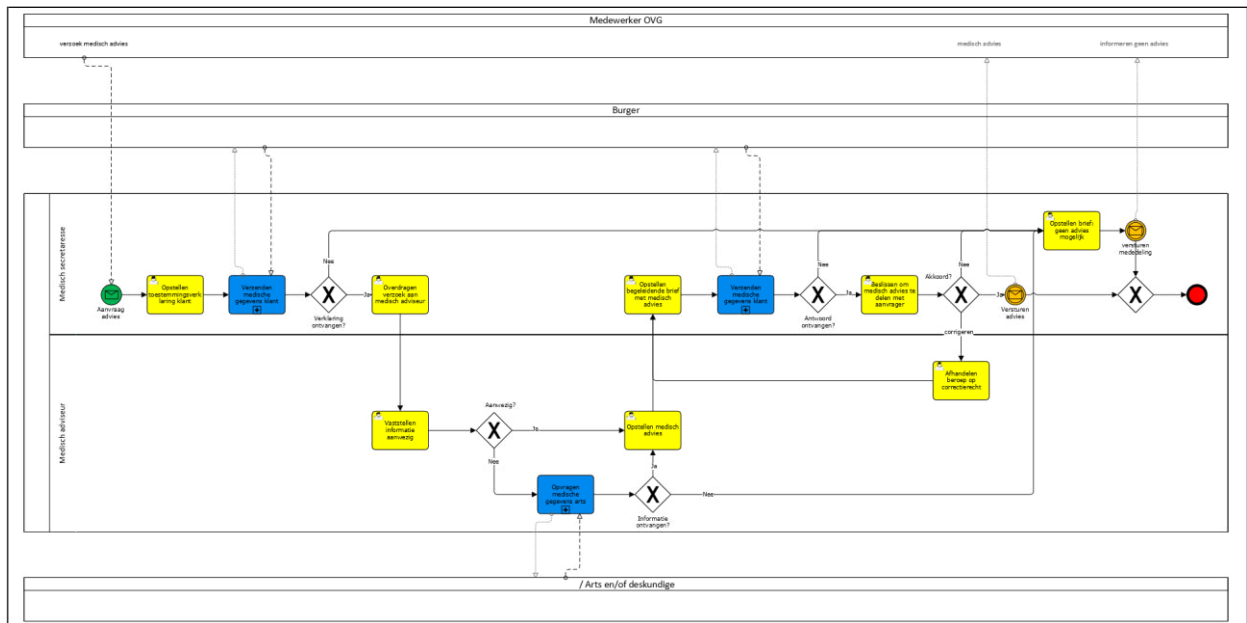 Medewerker OVG
verzoek medisch advies
medisch advies
informeren geen advies
Burger
Medisch secretaresse
Aanvraag
advies
Opstellen
toestemmingsverk
laring klant
Verzenden
medische
gegevens klant
Nee
Verklaring
ontvangen?
Ja
Overdragen
verzoek aan
medisch adviseur
Opstellen
begeleidende brief
met medisch
advies
Verzenden
medische
gegevens klant
Nee
Antwoord
ontvangen?
Ja
Beslissen om
medisch advies te
delen met
aanvrager
Akkoord?
Nee
Ja
corrigeren
Versturen
advies
Opstellen brief:
geen advies
mogelijk
versturen
mededeling
Medisch adviseur
Vaststellen
informatie
aanwezig
Aanwezig?
Ja
Nee
Opstellen medisch
advies
Afhandelen
beroep op
correctierecht
Opvragen
medische
gegevens arts
Ja
Informatie
ontvangen?
Nee
/ Arts en/of deskundige